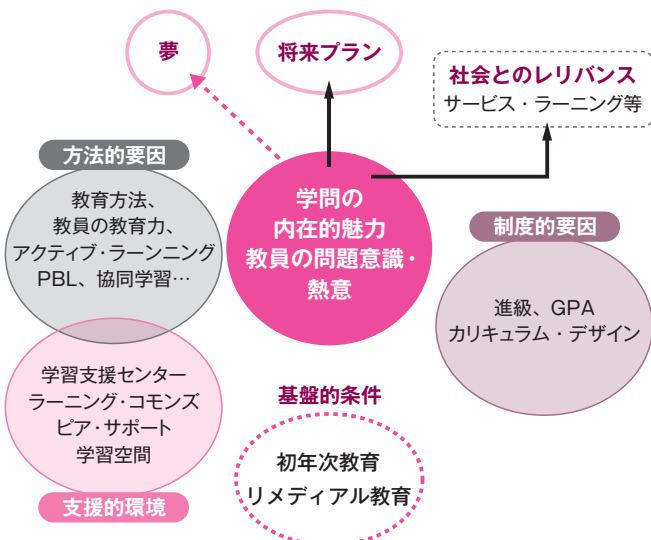 夢
将来プラン
社会とのレリバンス
サービス・ラーニング等
方法的要因
教育方法、
教員の教育力、
アクティブ・ラーンニング
PBL、協同学習…
学問の
内在的魅力
教員の問題意識・
熱意
制度的要因
進級、GPA
カリキュラム・デザイン
学習支援センター
ラーニング・コモンズ
ピア・サポート
学習空間
支援的環境
基盤的条件
初年次教育
リメディアル教育